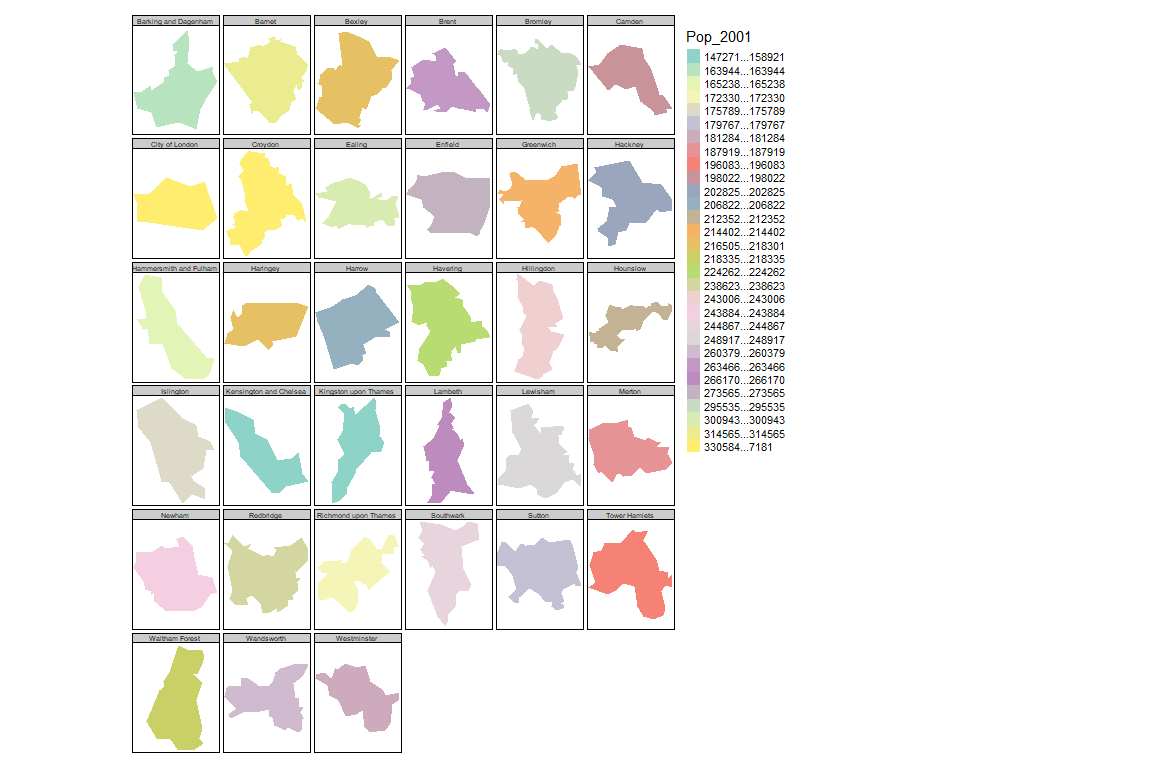 Barking and Dagenham
Barnet
Bexley
Brent
Bromley
Camden
City of London
Croydon
Ealing
Enfield
Greenwich
Hackney
Hammersmith and Fulham
Haringey
Harrow
Havering
Hillingdon
Hounslow
Islington
Kensington and Chelsea
Kingston upon Thames
Lambeth
Lewisham
Merton
Newham
Redbridge
Richmond upon Thames
Southwark
Sutton
Tower Hamlets
Waltham Forest
Wandsworth
Westminster
Pop_2001
147271...158921
163944...163944
165238...165238
172330...172330
175789...175789
179767...179767
181284...181284
187919...187919
196083...196083
198022...198022
202825...202825
206822...206822
212352...212352
214402...214402
216505...218301
218335...218335
224262...224262
238623...238623
243006...243006
243884...243884
244867...244867
248917...248917
260379...260379
263466...263466
266170...266170
273565...273565
295535...295535
300943...300943
314565...314565
330584...7181